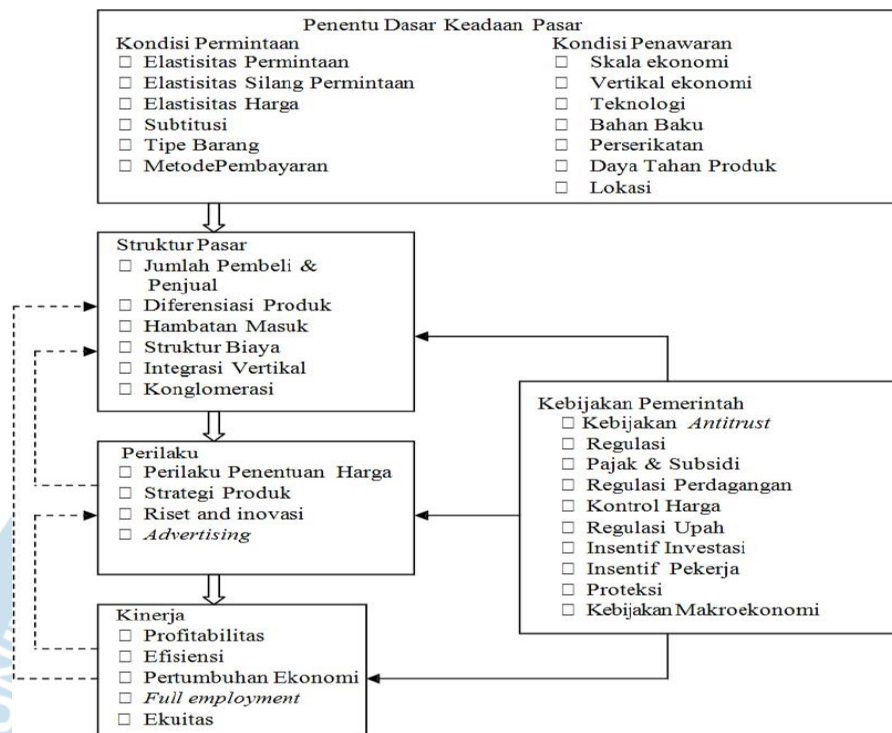 Penentu Dasar Keadaan Pasar
Kondisi Permintaan
☐ Elastisitas Permintaan
☐ Elastisitas Silang Permintaan
☐ Elastisitas Harga
☐ Subtitusi
☐ Tipe Barang
☐ MetodePembayaran
Kondisi Penawaran
☐ Skala ekonomi
☐ Vertikal ekonomi
☐ Teknologi
☐ Bahan Baku
☐ Perserikatan
☐ Daya Tahan Produk
☐ Lokasi
Struktur Pasar
☐ Jumlah Pembeli &
Penjual
☐ Diferensiasi Produk
☐ Hambatan Masuk
☐ Struktur Biaya
☐ Integrasi Vertikal
☐ Konglomerasi
Kebijakan Pemerintah
☐ Kebijakan Antitrust
☐ Regulasi
☐ Pajak & Subsidi
☐ Regulasi Perdagangan
☐ Kontrol Harga
☐ Regulasi Upah
☐ Insentif Investasi
☐ Insentif Pekerja
☐ Proteksi
☐ Kebijakan Makroekonomi
Perilaku
☐ Perilaku Penentuan Harga
☐ Strategi Produk
☐ Riset and inovasi
☐ Advertising
Kinerja
☐ Profitabilitas
☐ Efisiensi
☐ Pertumbuhan Ekonomi
☐ Full employment
☐ Ekuitas